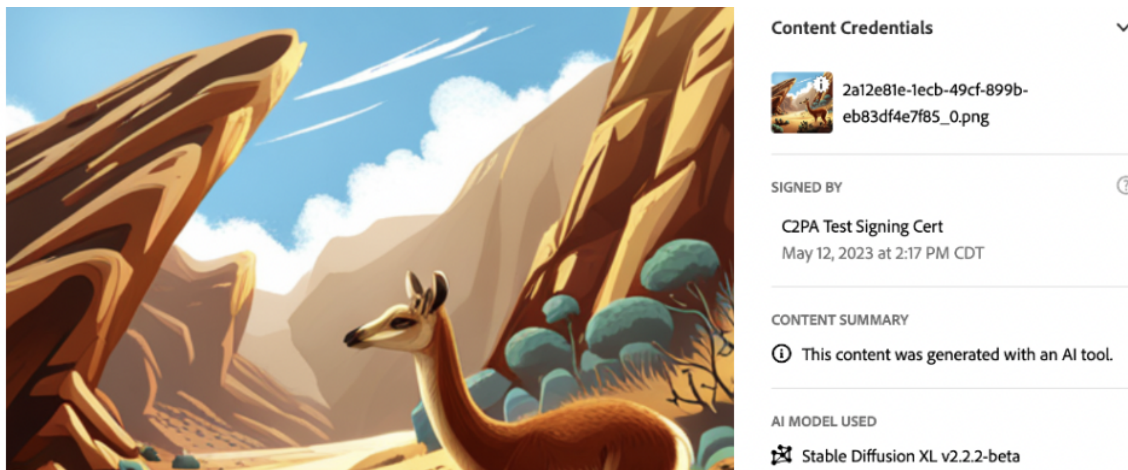 Content Credentials
2a12e81e-1ecb-49cf-899b-
eb83df4e7f85_0.png
SIGNED BY
C2PA Test Signing Cert
May 12, 2023 at 2:17 PM CDT
CONTENT SUMMARY
This content was generated with an AI tool.
AI MODEL USED
Stable Diffusion XL v2.2.2-beta